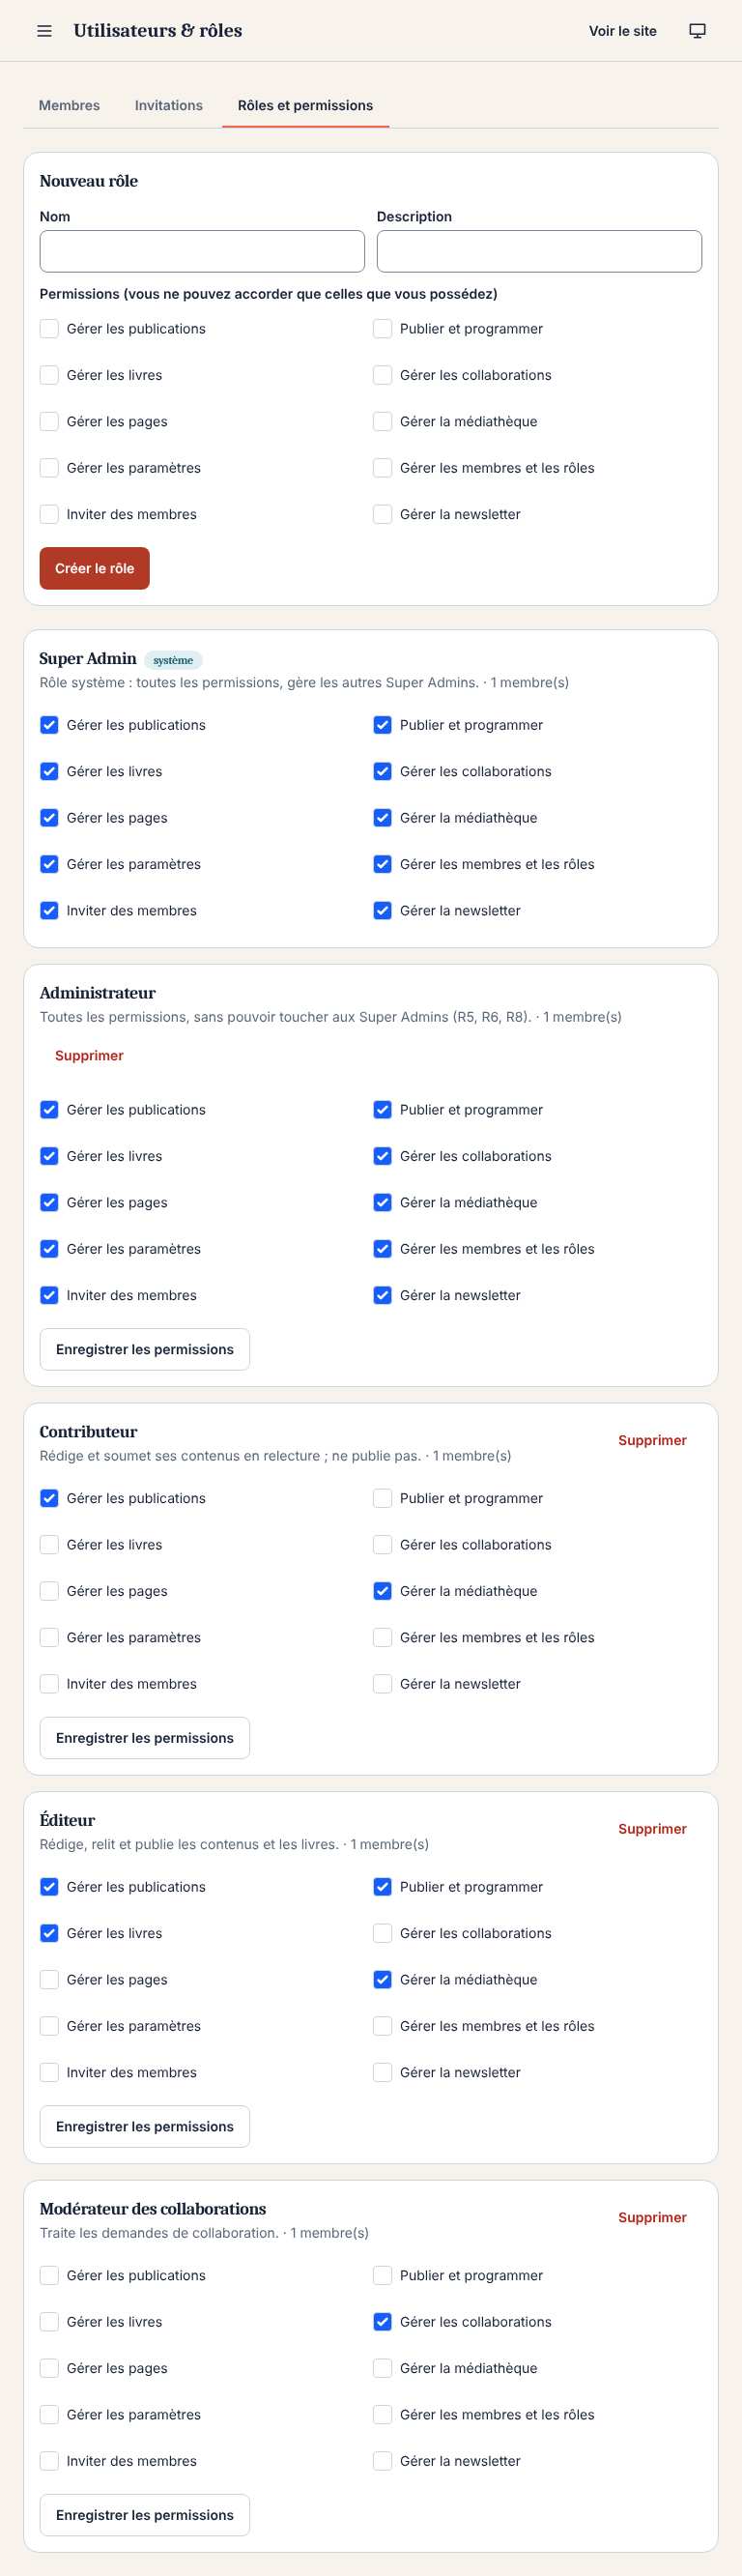 Utilisateurs & rôles
Voir le site
Membres
Invitations
Rôles et permissions
Nouveau rôle
Nom
Description
Permissions (vous ne pouvez accorder que celles que vous possédez)
Gérer les publications
Publier et programmer
Gérer les livres
Gérer les collaborations
Gérer les pages
Gérer la médiathèque
Gérer les paramètres
Gérer les membres et les rôles
Inviter des membres
Gérer la newsletter
Créer le rôle
Super Admin système
Rôle système : toutes les permissions, gère les autres Super Admins. · 1 membre(s)
Gérer les publications
Publier et programmer
Gérer les livres
Gérer les collaborations
Gérer les pages
Gérer la médiathèque
Gérer les paramètres
Gérer les membres et les rôles
Inviter des membres
Gérer la newsletter
Administrateur
Toutes les permissions, sans pouvoir toucher aux Super Admins (R5, R6, R8). · 1 membre(s)
Supprimer
Gérer les publications
Publier et programmer
Gérer les livres
Gérer les collaborations
Gérer les pages
Gérer la médiathèque
Gérer les paramètres
Gérer les membres et les rôles
Inviter des membres
Gérer la newsletter
Enregistrer les permissions
Contributeur
Rédige et soumet ses contenus en relecture ; ne publie pas. · 1 membre(s)
Supprimer
Gérer les publications
Publier et programmer
Gérer les livres
Gérer les collaborations
Gérer les pages
Gérer la médiathèque
Gérer les paramètres
Gérer les membres et les rôles
Inviter des membres
Gérer la newsletter
Enregistrer les permissions
Éditeur
Rédige, relit et publie les contenus et les livres. · 1 membre(s)
Supprimer
Gérer les publications
Publier et programmer
Gérer les livres
Gérer les collaborations
Gérer les pages
Gérer la médiathèque
Gérer les paramètres
Gérer les membres et les rôles
Inviter des membres
Gérer la newsletter
Enregistrer les permissions
Modérateur des collaborations
Traite les demandes de collaboration. · 1 membre(s)
Supprimer
Gérer les publications
Publier et programmer
Gérer les livres
Gérer les collaborations
Gérer les pages
Gérer la médiathèque
Gérer les paramètres
Gérer les membres et les rôles
Inviter des membres
Gérer la newsletter
Enregistrer les permissions